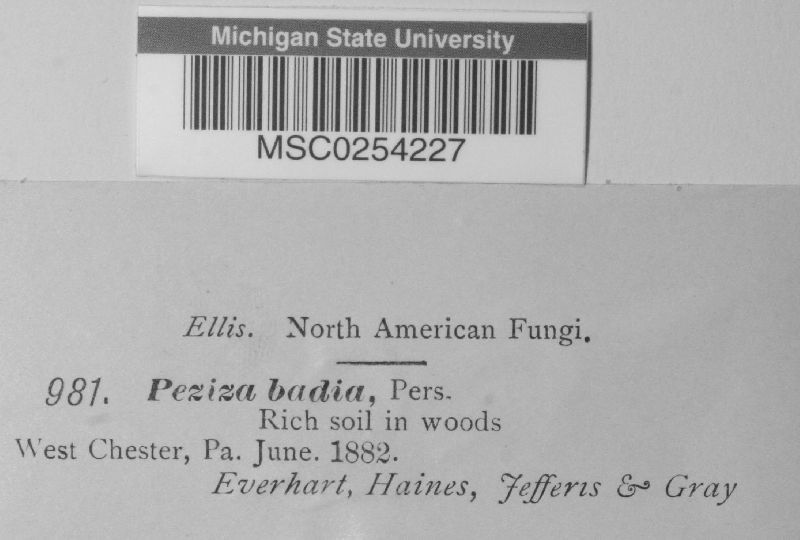 Michigan State University
MSC0254227
Ellis. North American Fungi.
981. Peziza badia, Pers.
Rich soil in woods
West Chester, Pa. June. 1882.
Everhart, Haines, Jefferis & Gray